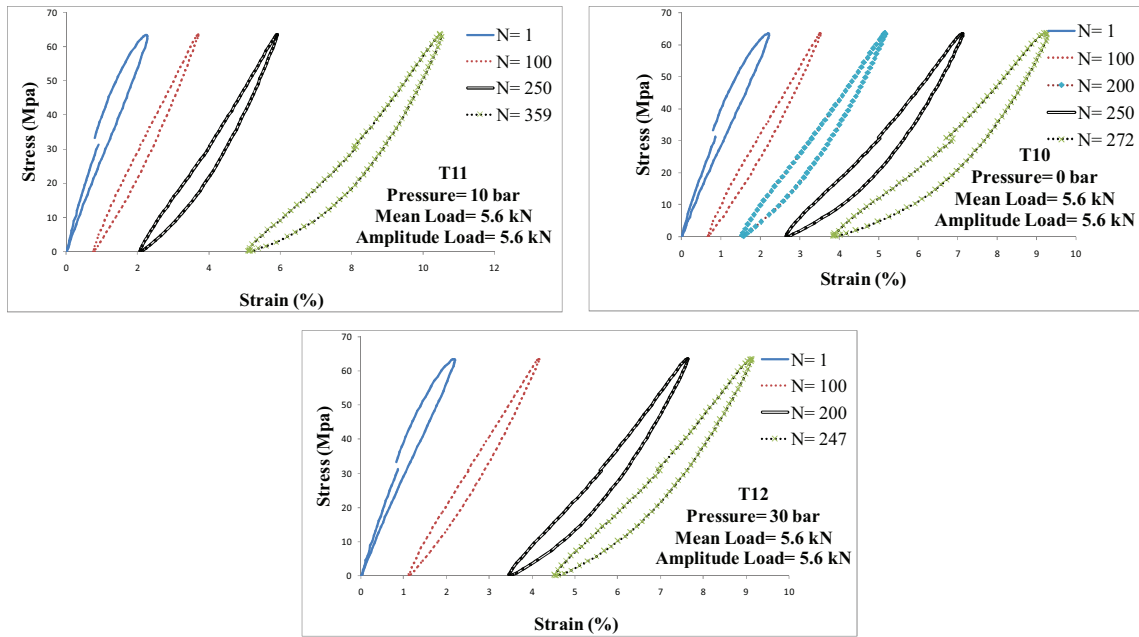 70
60
50
40
30
20
10
0
Stress (Mpa)
0 2 4 6 8 10 12
Strain (%)
N= 1
N= 100
N= 250
N= 359
T11
Pressure= 10 bar
Mean Load= 5.6 kN
Amplitude Load= 5.6 kN
70
60
50
40
30
20
10
0
Stress (Mpa)
0 1 2 3 4 5 6 7 8 9 10
Strain (%)
N= 1
N= 100
N= 200
N= 250
N= 272
T10
Pressure= 0 bar
Mean Load= 5.6 kN
Amplitude Load= 5.6 kN
70
60
50
40
30
20
10
0
Stress (Mpa)
0 1 2 3 4 5 6 7 8 9 10
Strain (%)
N= 1
N= 100
N= 200
N= 247
T12
Pressure= 30 bar
Mean Load= 5.6 kN
Amplitude Load= 5.6 kN